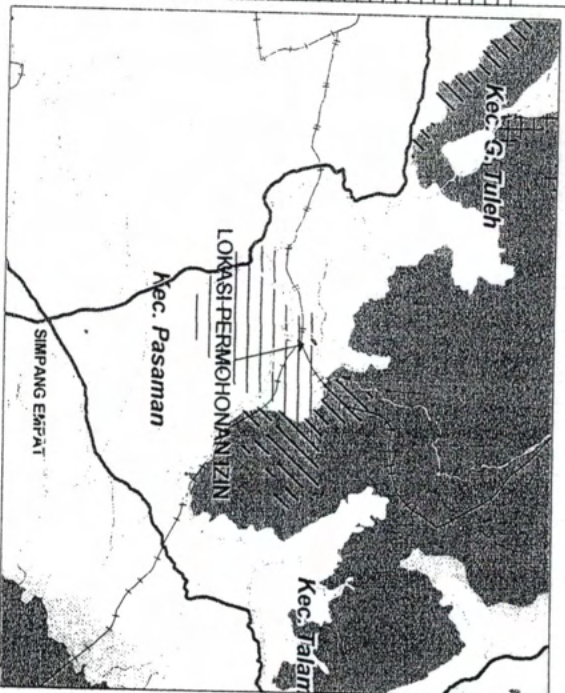 Kec. G. Tuleh
LOKASI PERMOHONAN IZIN
Kec. Pasaman
SIMPANG EMPAT
Kec. Talam